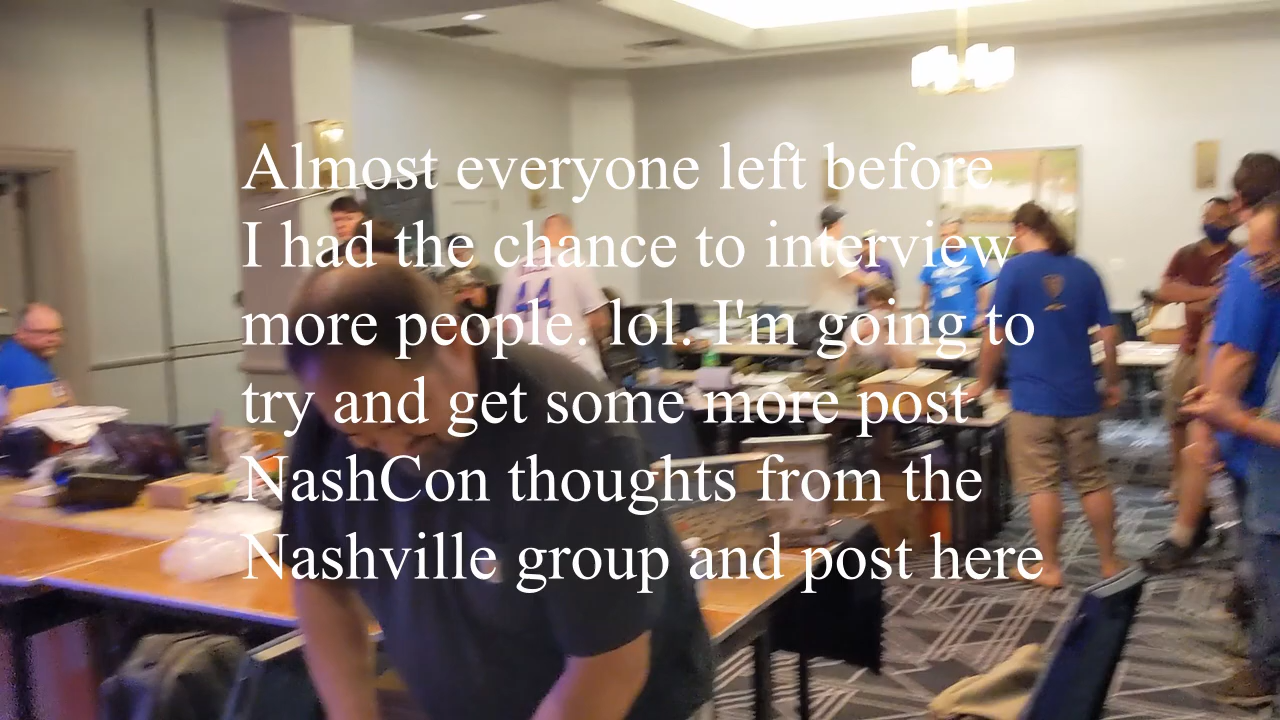 Almost everyone left before
I had the chance to interview
more people. lol. I'm going to
try and get some more post
NashCon thoughts from the
Nashville group and post here
44